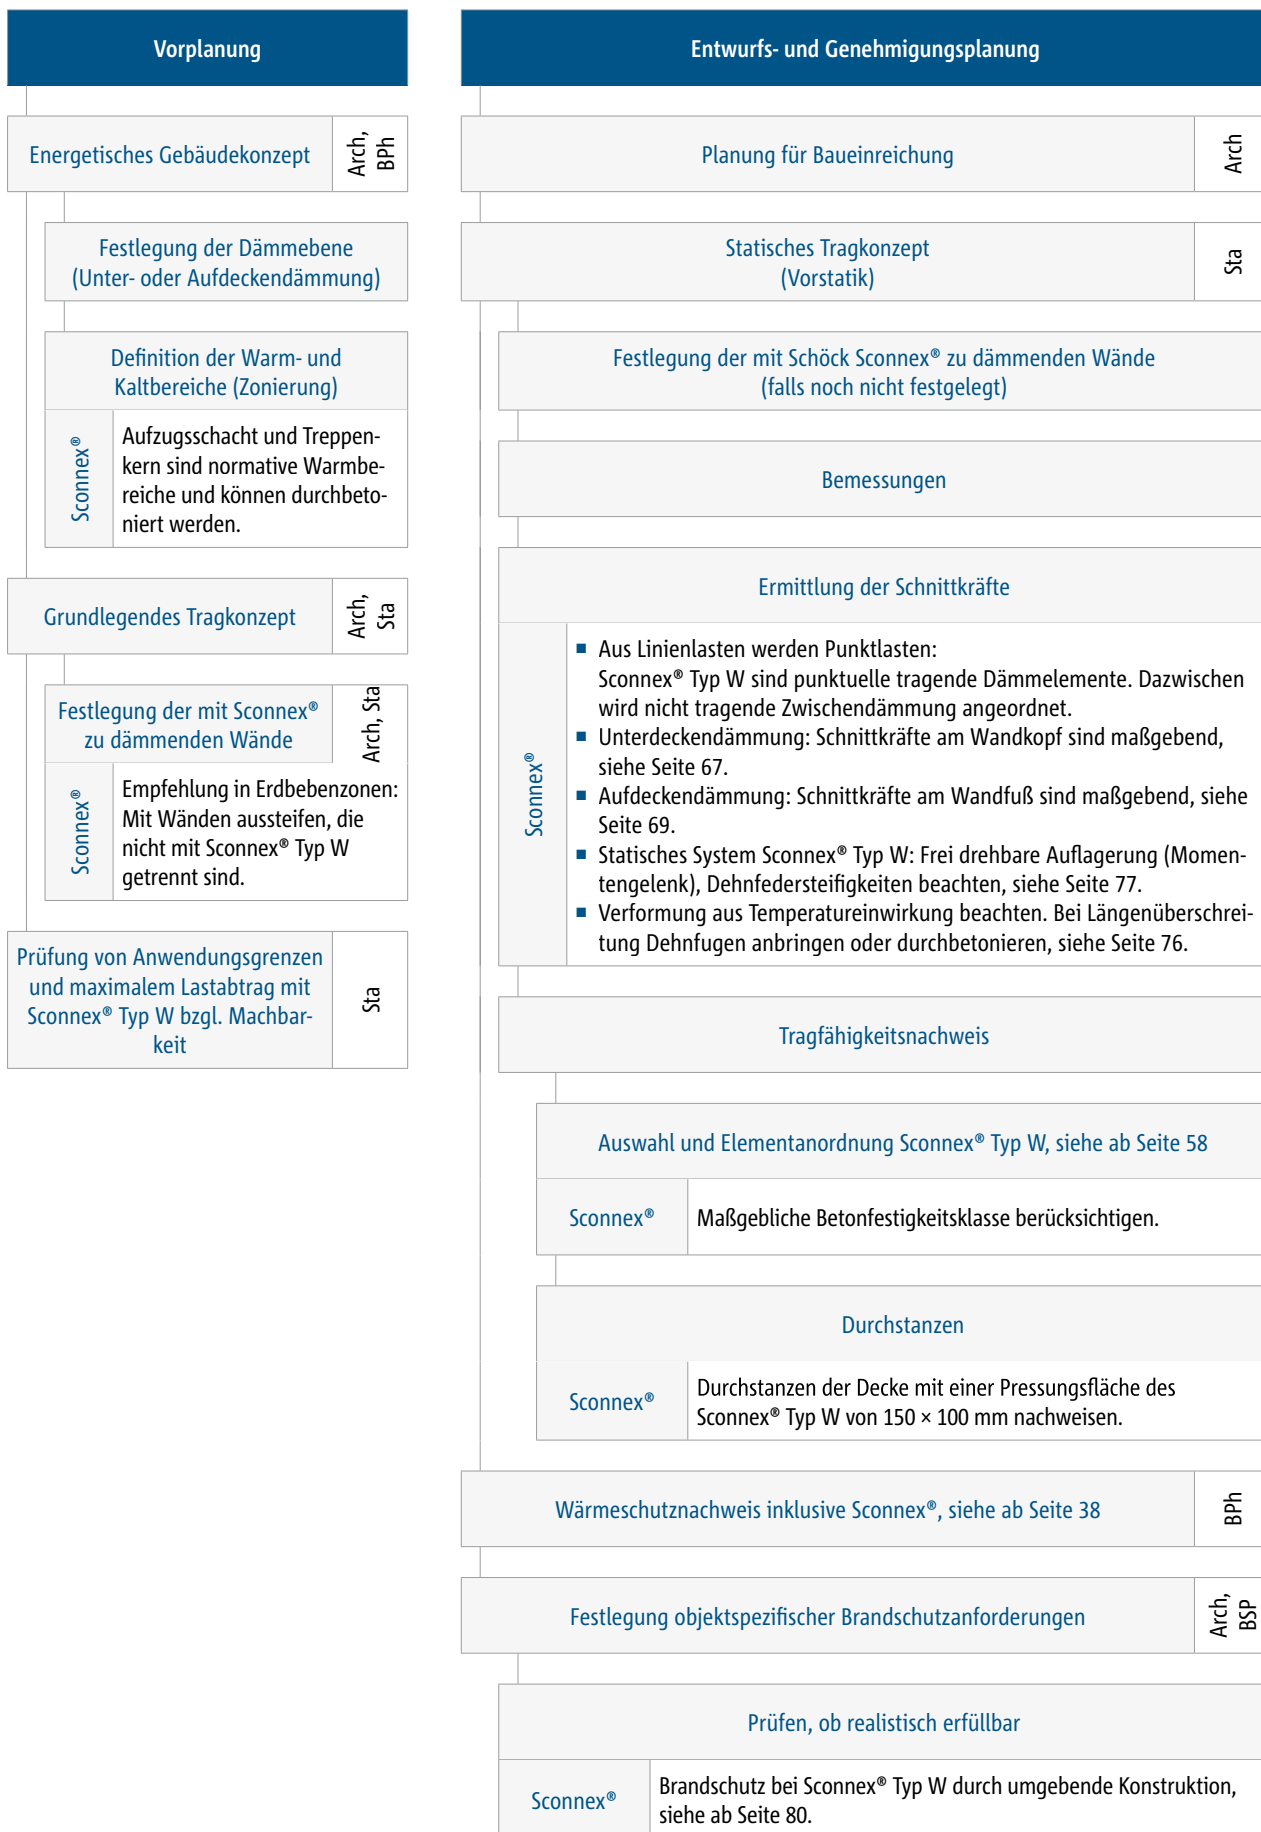 Vorplanung
Energetisches Gebäudekonzept
Arch,
BPh
Festlegung der Dämmebene
(Unter- oder Aufdeckendämmung)
Definition der Warm- und
Kaltbereiche (Zonierung)
Sconnex®
Aufzugsschacht und Treppen-
kern sind normative Warmbe-
reiche und können durchbeto-
niert werden.
Grundlegendes Tragkonzept
Arch,
Sta
Festlegung der mit Sconnex®
zu dämmenden Wände
Arch, Sta
Sconnex®
Empfehlung in Erdbebenzonen:
Mit Wänden aussteifen, die
nicht mit Sconnex® Typ W
getrennt sind.
Prüfung von Anwendungsgrenzen
und maximalem Lastabtrag mit
Sconnex® Typ W bzgl. Machbar-
keit
Sta
Entwurfs- und Genehmigungsplanung
Planung für Baueinreichung
Arch
Statisches Tragkonzept
(Vorstatik)
Sta
Festlegung der mit Schöck Sconnex® zu dämmenden Wände
(falls noch nicht festgelegt)
Bemessungen
Ermittlung der Schnittkräfte
Sconnex®
■ Aus Linienlasten werden Punktlasten:
Sconnex® Typ W sind punktuelle tragende Dämmelemente. Dazwischen
wird nicht tragende Zwischendämmung angeordnet.
■ Unterdeckendämmung: Schnittkräfte am Wandkopf sind maßgebend,
siehe Seite 67.
■ Aufdeckendämmung: Schnittkräfte am Wandfuß sind maßgebend, siehe
Seite 69.
■ Statisches System Sconnex® Typ W: Frei drehbare Auflagerung (Momen-
tengelenk), Dehnfedersteifigkeiten beachten, siehe Seite 77.
■ Verformung aus Temperatureinwirkung beachten. Bei Längenüberschrei-
tung Dehnfugen anbringen oder durchbetonieren, siehe Seite 76.
Tragfähigkeitsnachweis
Auswahl und Elementanordnung Sconnex® Typ W, siehe ab Seite 58
Sconnex®
Maßgebliche Betonfestigkeitsklasse berücksichtigen.
Durchstanzen
Sconnex®
Durchstanzen der Decke mit einer Pressungsfläche des
Sconnex® Typ W von 150 × 100 mm nachweisen.
Wärmeschutznachweis inklusive Sconnex®, siehe ab Seite 38
BPh
Festlegung objektspezifischer Brandschutzanforderungen
Arch,
BSP
Prüfen, ob realistisch erfüllbar
Sconnex®
Brandschutz bei Sconnex® Typ W durch umgebende Konstruktion,
siehe ab Seite 80.